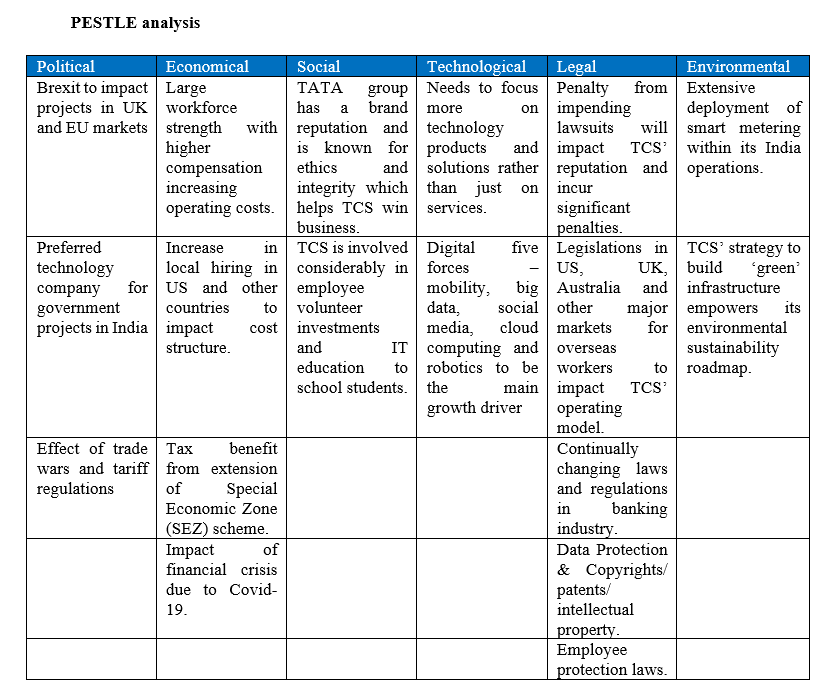 PESTLE analysis
Political
Economical
Social
Technological
Legal
Environmental
Brexit to impact
projects in UK
and EU markets
Large
workforce
strength with
higher
compensation
increasing
operating costs.
TATA group
has a brand
reputation and
is known for
ethics and
integrity which
helps TCS win
business.
Needs to focus
more on
technology
products and
solutions rather
than just on
services.
Penalty from
impending
lawsuits will
impact TCS’
reputation and
incur
significant
penalties.
Extensive
deployment of
smart metering
within its India
operations.
Preferred
technology
company for
government
projects in India
Increase in
local hiring in
US and other
countries to
impact cost
structure.
TCS is involved
considerably in
employee
volunteer
investments
and IT
education to
school students.
Digital five
forces –
mobility, big
data, social
media, cloud
computing and
robotics to be
the main
growth driver
Legislations in
US, UK,
Australia and
other major
markets for
overseas
workers to
impact TCS’
operating
model.
TCS’ strategy to
build ‘green’
infrastructure
empowers its
environmental
sustainability
roadmap.
Effect of trade
wars and tariff
regulations
Tax benefit
from extension
of Special
Economic Zone
(SEZ) scheme.
Continually
changing laws
and regulations
in banking
industry.
Impact of
financial crisis
due to Covid-
19.
Data Protection
& Copyrights/
patents/
intellectual
property.
Employee
protection laws.